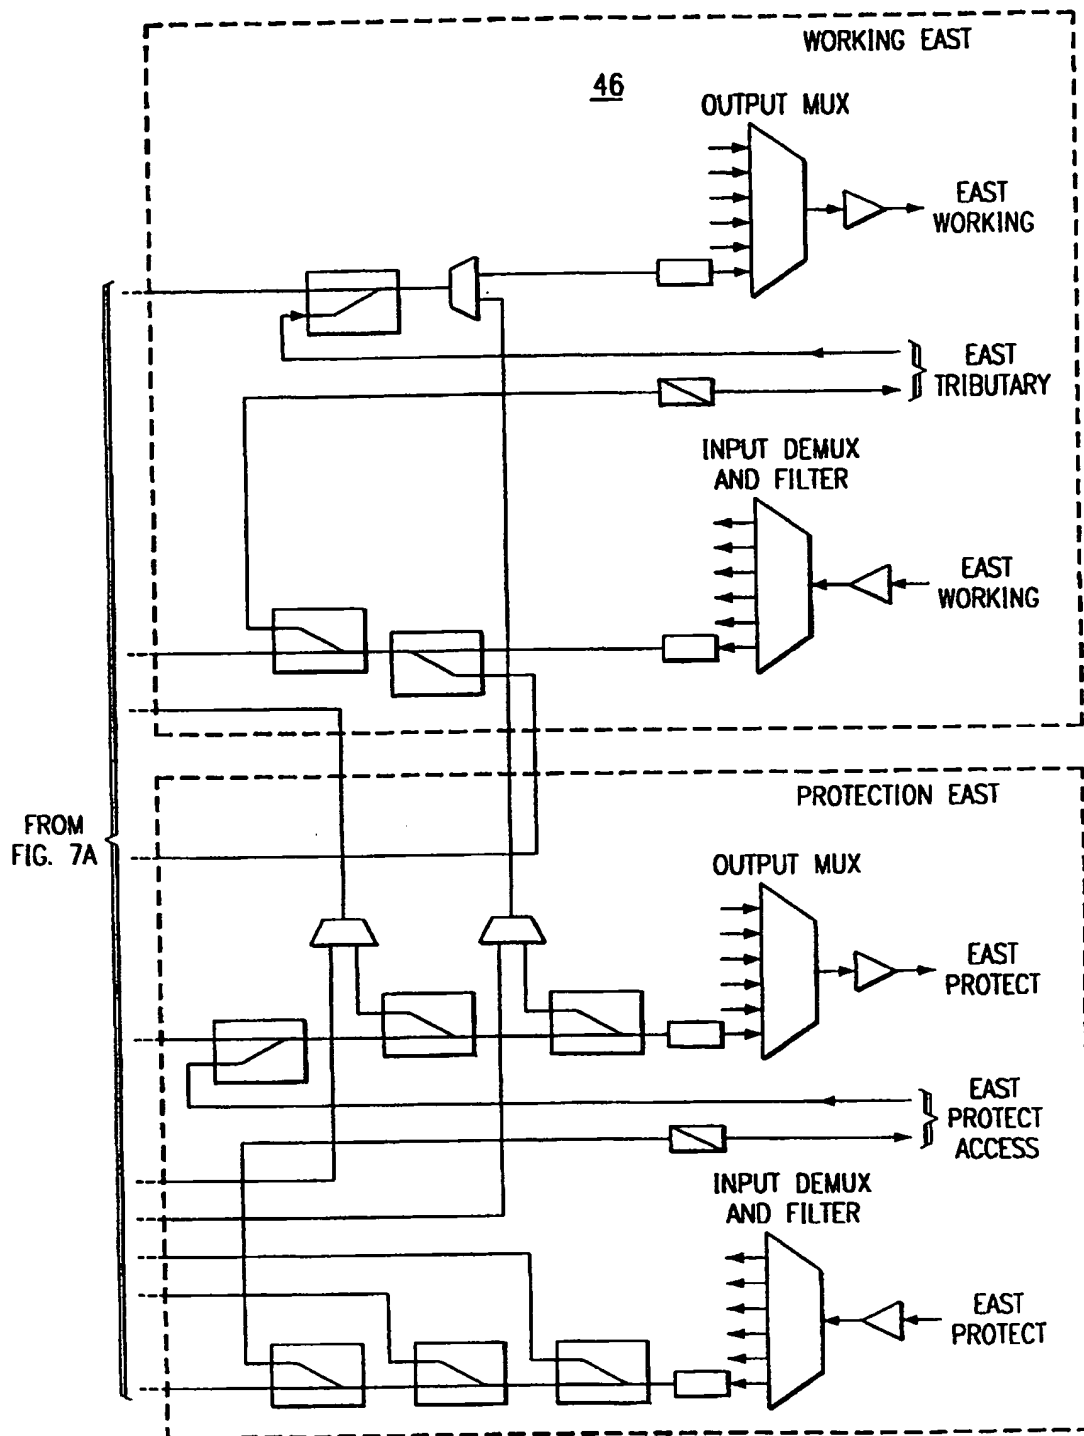 WORKING EAST
46
OUTPUT MUX
EAST
WORKING
EAST
TRIBUTARY
INPUT DEMUX
AND FILTER
EAST
WORKING
PROTECTION EAST
FROM
FIG. 7A
OUTPUT MUX
EAST
PROTECT
EAST
PROTECT
ACCESS
INPUT DEMUX
AND FILTER
EAST
PROTECT